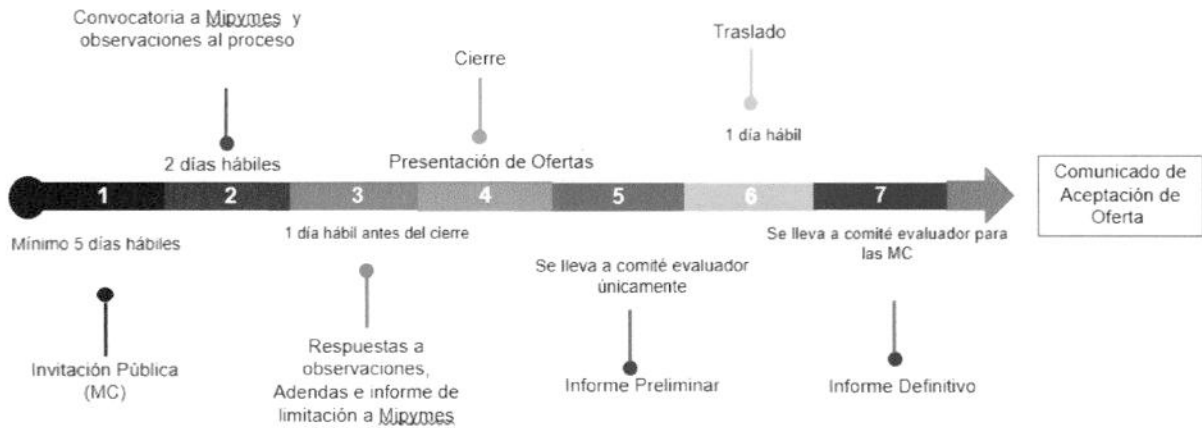 Convocatoria a Mipymes y
observaciones al proceso
Cierre
Traslado
2 días hábiles
Presentación de Ofertas
1 día hábil
1
2
3
4
5
6
7
Comunicado de
Aceptación de
Oferta
Mínimo 5 días hábiles
1 día hábil antes del cierre
Se lleva a comité evaluador
únicamente
Se lleva a comité evaluador para
las MC
Invitación Pública
(MC)
Respuestas a
observaciones,
Adendas e informe de
limitación a Mipymes
Informe Preliminar
Informe Definitivo